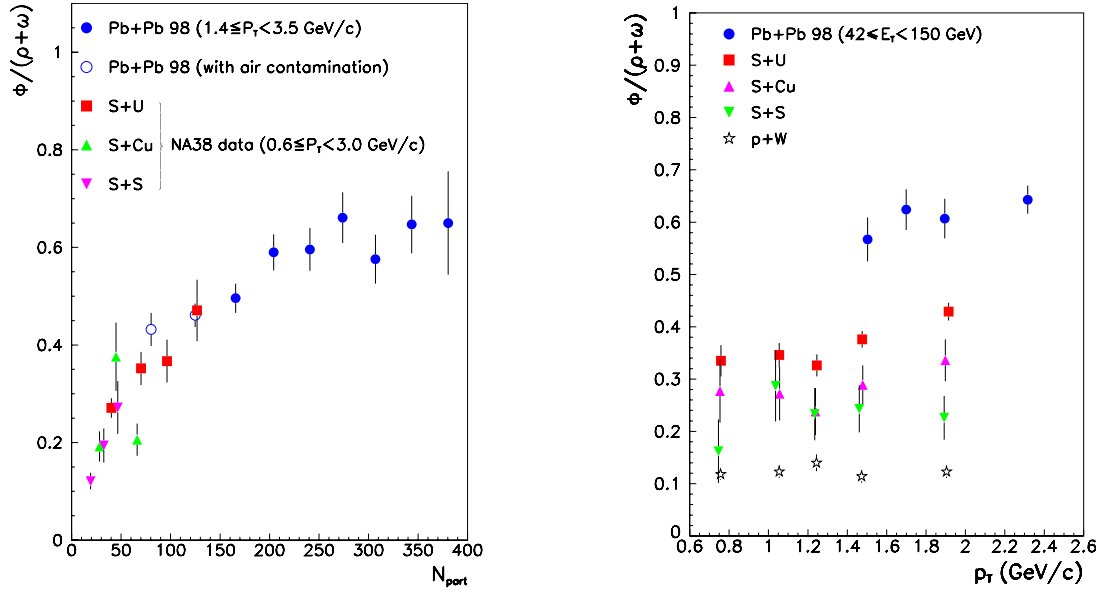 ϕ/(ρ+ω)
1
0.8
0.6
0.4
0.2
0
Pb+Pb 98 (1.4≦P_T<3.5 GeV/c)
Pb+Pb 98 (with air contamination)
S+U
S+Cu
S+S
NA38 data (0.6≦P_T<3.0 GeV/c)
0 50 100 150 200 250 300 350 400
N_part
ϕ/(ρ+ω)
1
0.9
0.8
0.7
0.6
0.5
0.4
0.3
0.2
0.1
0
Pb+Pb 98 (42⩽E_T<150 GeV)
S+U
S+Cu
S+S
p+W
0.6 0.8 1 1.2 1.4 1.6 1.8 2 2.2 2.4 2.6
p_T (GeV/c)